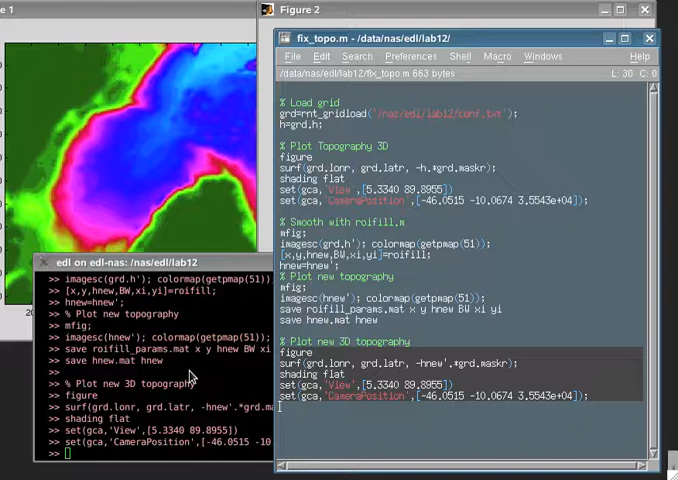 e 1
Figure 2
fix_topo.m - /data/nas/edl/lab12/
File Edit Search Preferences Shell Macro Windows Help
/data/nas/edl/lab12/fix_topo.m 663 bytes L: 30 C: 0
% Load grid
grd=rnt_gridload('/nas/edl/lab12/conf.txt');
h=grd.h;
% Plot Topography 3D
figure
surf(grd.lonr, grd.latr, -h.*grd.maskr);
shading flat
set(gca,'View',[5.3340 89.8955])
set(gca,'CameraPosition',[-46.0515 -10.0674 3.5543e+04]);
% Smooth with roifill.m
mfig;
imagesc(grd.h'); colormap(getpmap(51));
[x,y,hnew,BW,xi,yi]=roifill;
hnew=hnew';
% Plot new topography
mfig;
imagesc(hnew'); colormap(getpmap(51));
save roifill_params.mat x y hnew BW xi yi
save hnew.mat hnew
% Plot new 3D topography
figure
surf(grd.lonr, grd.latr, -hnew'.*grd.maskr);
shading flat
set(gca,'View',[5.3340 89.8955])
set(gca,'CameraPosition',[-46.0515 -10.0674 3.5543e+04]);
edl on edl-nas: /nas/edl/lab12
>> imagesc(grd.h'); colormap(getpmap(51));
>> [x,y,hnew,BW,xi,yi]=roifill;
>> hnew=hnew';
>> % Plot new topography
>> mfig;
>> imagesc(hnew'); colormap(getpmap(51));
>> save roifill_params.mat x y hnew BW xi
>> save hnew.mat hnew
>>
>> % Plot new 3D topography
>> figure
>> surf(grd.lonr, grd.latr, -hnew'.*grd.ma
>> shading flat
>> set(gca,'View',[5.3340 89.8955])
>> set(gca,'CameraPosition',[-46.0515 -10
>>